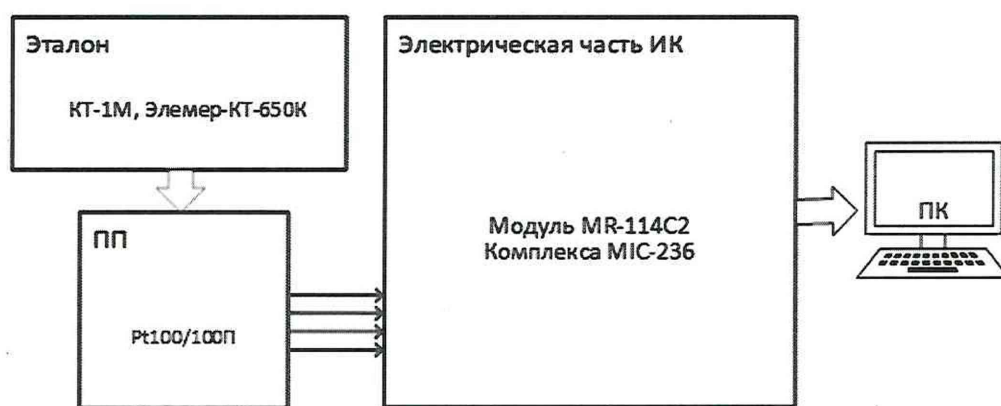 Эталон
КТ-1М, Элемер-КТ-650К
Электрическая часть ИК
ПП
Pt100/100П
Модуль MR-114C2
Комплекса MIC-236
ПК